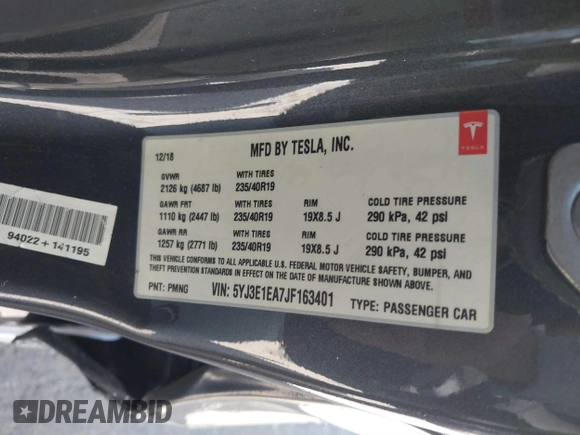 12/18 MFD BY TESLA, INC.
TESLA
GVWR WITH TIRES
2126 kg (4687 lb) 235/40R19
GAWR FRT WITH TIRES RIM COLD TIRE PRESSURE
1110 kg (2447 lb) 235/40R19 19X8.5 J 290 kPa, 42 psi
GAWR RR WITH TIRES RIM COLD TIRE PRESSURE
1257 kg (2771 lb) 235/40R19 19X8.5 J 290 kPa, 42 psi
THIS VEHICLE CONFORMS TO ALL APPLICABLE U.S. FEDERAL MOTOR VEHICLE SAFETY, BUMPER, AND
THEFT PREVENTION STANDARDS IN EFFECT ON THE DATE OF MANUFACTURE SHOWN ABOVE.
PNT: PMNG VIN: 5YJ3E1EA7JF163401 TYPE: PASSENGER CAR
94022+141195
DREAMBID